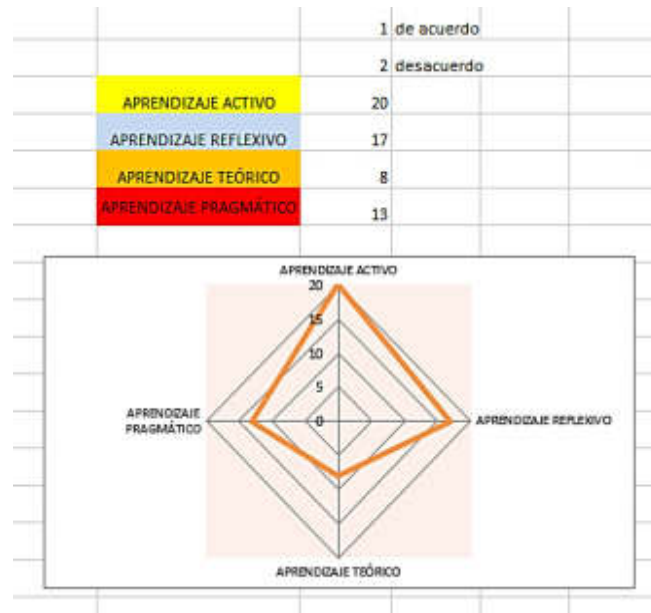 1 de acuerdo
2 desacuerdo
APRENDIZAJE ACTIVO 20
APRENDIZAJE REFLEXIVO 17
APRENDIZAJE TEÓRICO 8
APRENDIZAJE PRAGMÁTICO 13
APRENDIZAJE ACTIVO
20
15
10
5
APRENDIZAJE
PRAGMÁTICO
0
APRENDIZAJE REFLEXIVO
APRENDIZAJE TEÓRICO